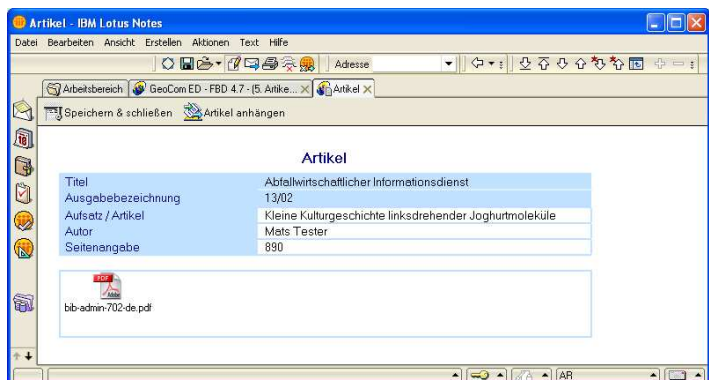 Artikel - IBM Lotus Notes
Datei Bearbeiten Ansicht Erstellen Aktionen Text Hilfe
Adresse
Arbeitsbereich GeoCom ED - FBD 4.7 - (5. Artike... Artikel
Speichern & schließen Artikel anhängen
Artikel
Titel Abfallwirtschaftlicher Informationsdienst
Ausgabebezeichnung 13/02
Aufsatz / Artikel Kleine Kulturgeschichte linksdrehender Joghurtmoleküle
Autor Mats Tester
Seitenangabe 890
PDF
Adobe
bib-admin-702-de.pdf
AR